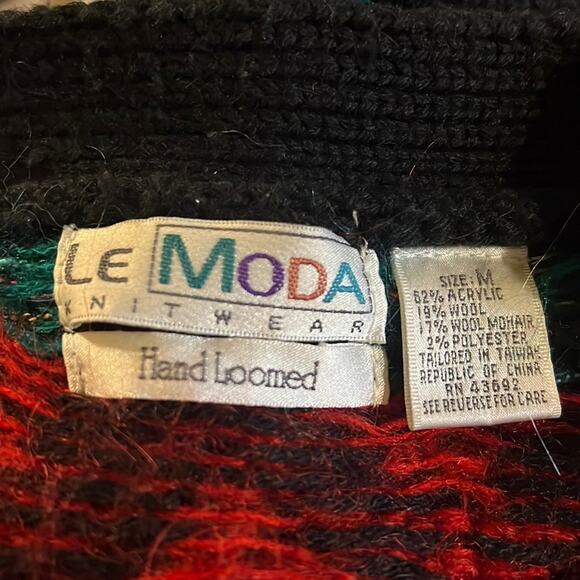 LE MODA
KNITWEAR
Hand Loomed
SIZE: M
62% ACRYLIC
19% WOOL
17% WOOL MOHAIR
2% POLYESTER
TAILORED IN TAIWAN
REPUBLIC OF CHINA
RN 43692
SEE REVERSE FOR CARE